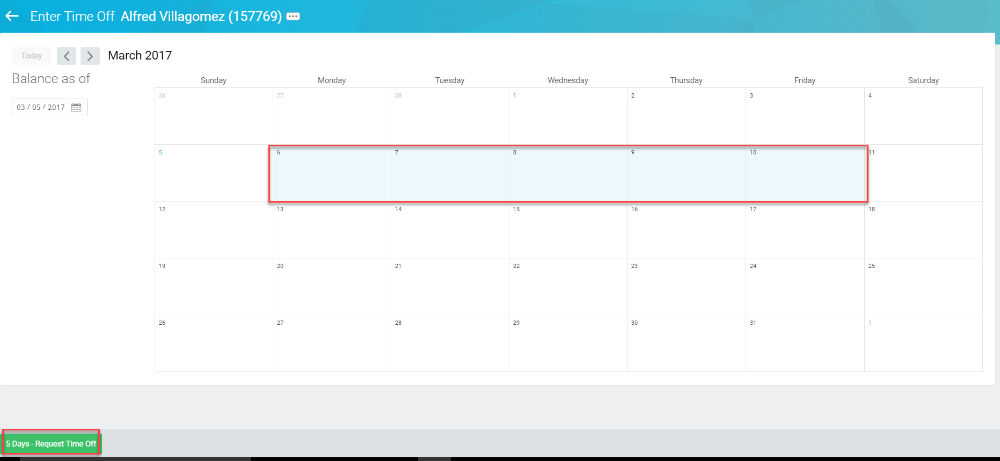 Enter Time Off Alfred Villagomez (157769)
Today March 2017
Balance as of
03 / 05 / 2017
Sunday Monday Tuesday Wednesday Thursday Friday Saturday
26 27 28 1 2 3 4
5 6 7 8 9 10 11
12 13 14 15 16 17 18
19 20 21 22 23 24 25
26 27 28 29 30 31 1
5 Days - Request Time Off